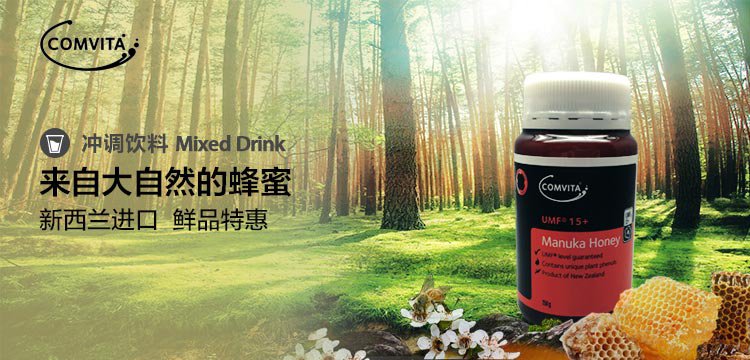 COMVITA
冲调饮料 Mixed Drink
来自大自然的蜂蜜
新西兰进口 鲜品特惠
COMVITA
UMF® 15+
Manuka Honey
UMF® level guaranteed
Contains unique plant phenols
Product of New Zealand
250g